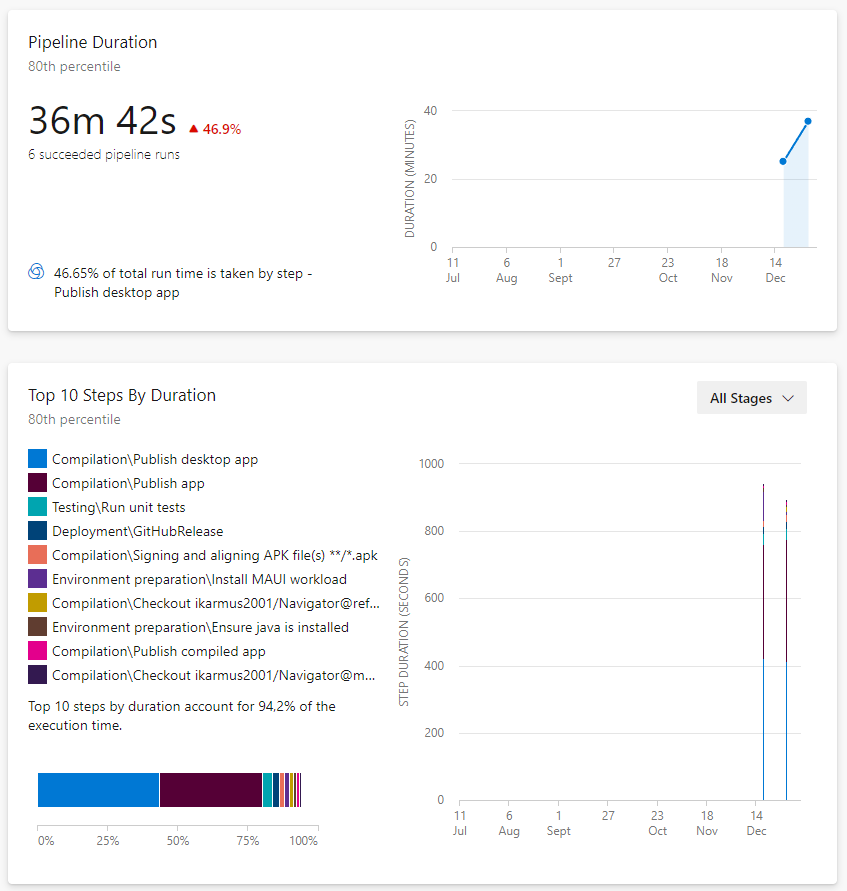 Pipeline Duration
80th percentile
36m 42s ▲ 46.9%
6 succeeded pipeline runs
46.65% of total run time is taken by step -
Publish desktop app
DURATION (MINUTES)
40
20
0
11 6 1 27 23 18 14
Jul Aug Sept Oct Nov Dec
Top 10 Steps By Duration
80th percentile
All Stages
Compilation\Publish desktop app
Compilation\Publish app
Testing\Run unit tests
Deployment\GitHubRelease
Compilation\Signing and aligning APK file(s) **/*.apk
Environment preparation\Install MAUI workload
Compilation\Checkout ikarmus2001/Navigator@ref...
Environment preparation\Ensure java is installed
Compilation\Publish compiled app
Compilation\Checkout ikarmus2001/Navigator@m...
Top 10 steps by duration account for 94,2% of the
execution time.
0% 25% 50% 75% 100%
STEP DURATION (SECONDS)
1000
800
600
400
200
0
11 6 1 27 23 18 14
Jul Aug Sept Oct Nov Dec